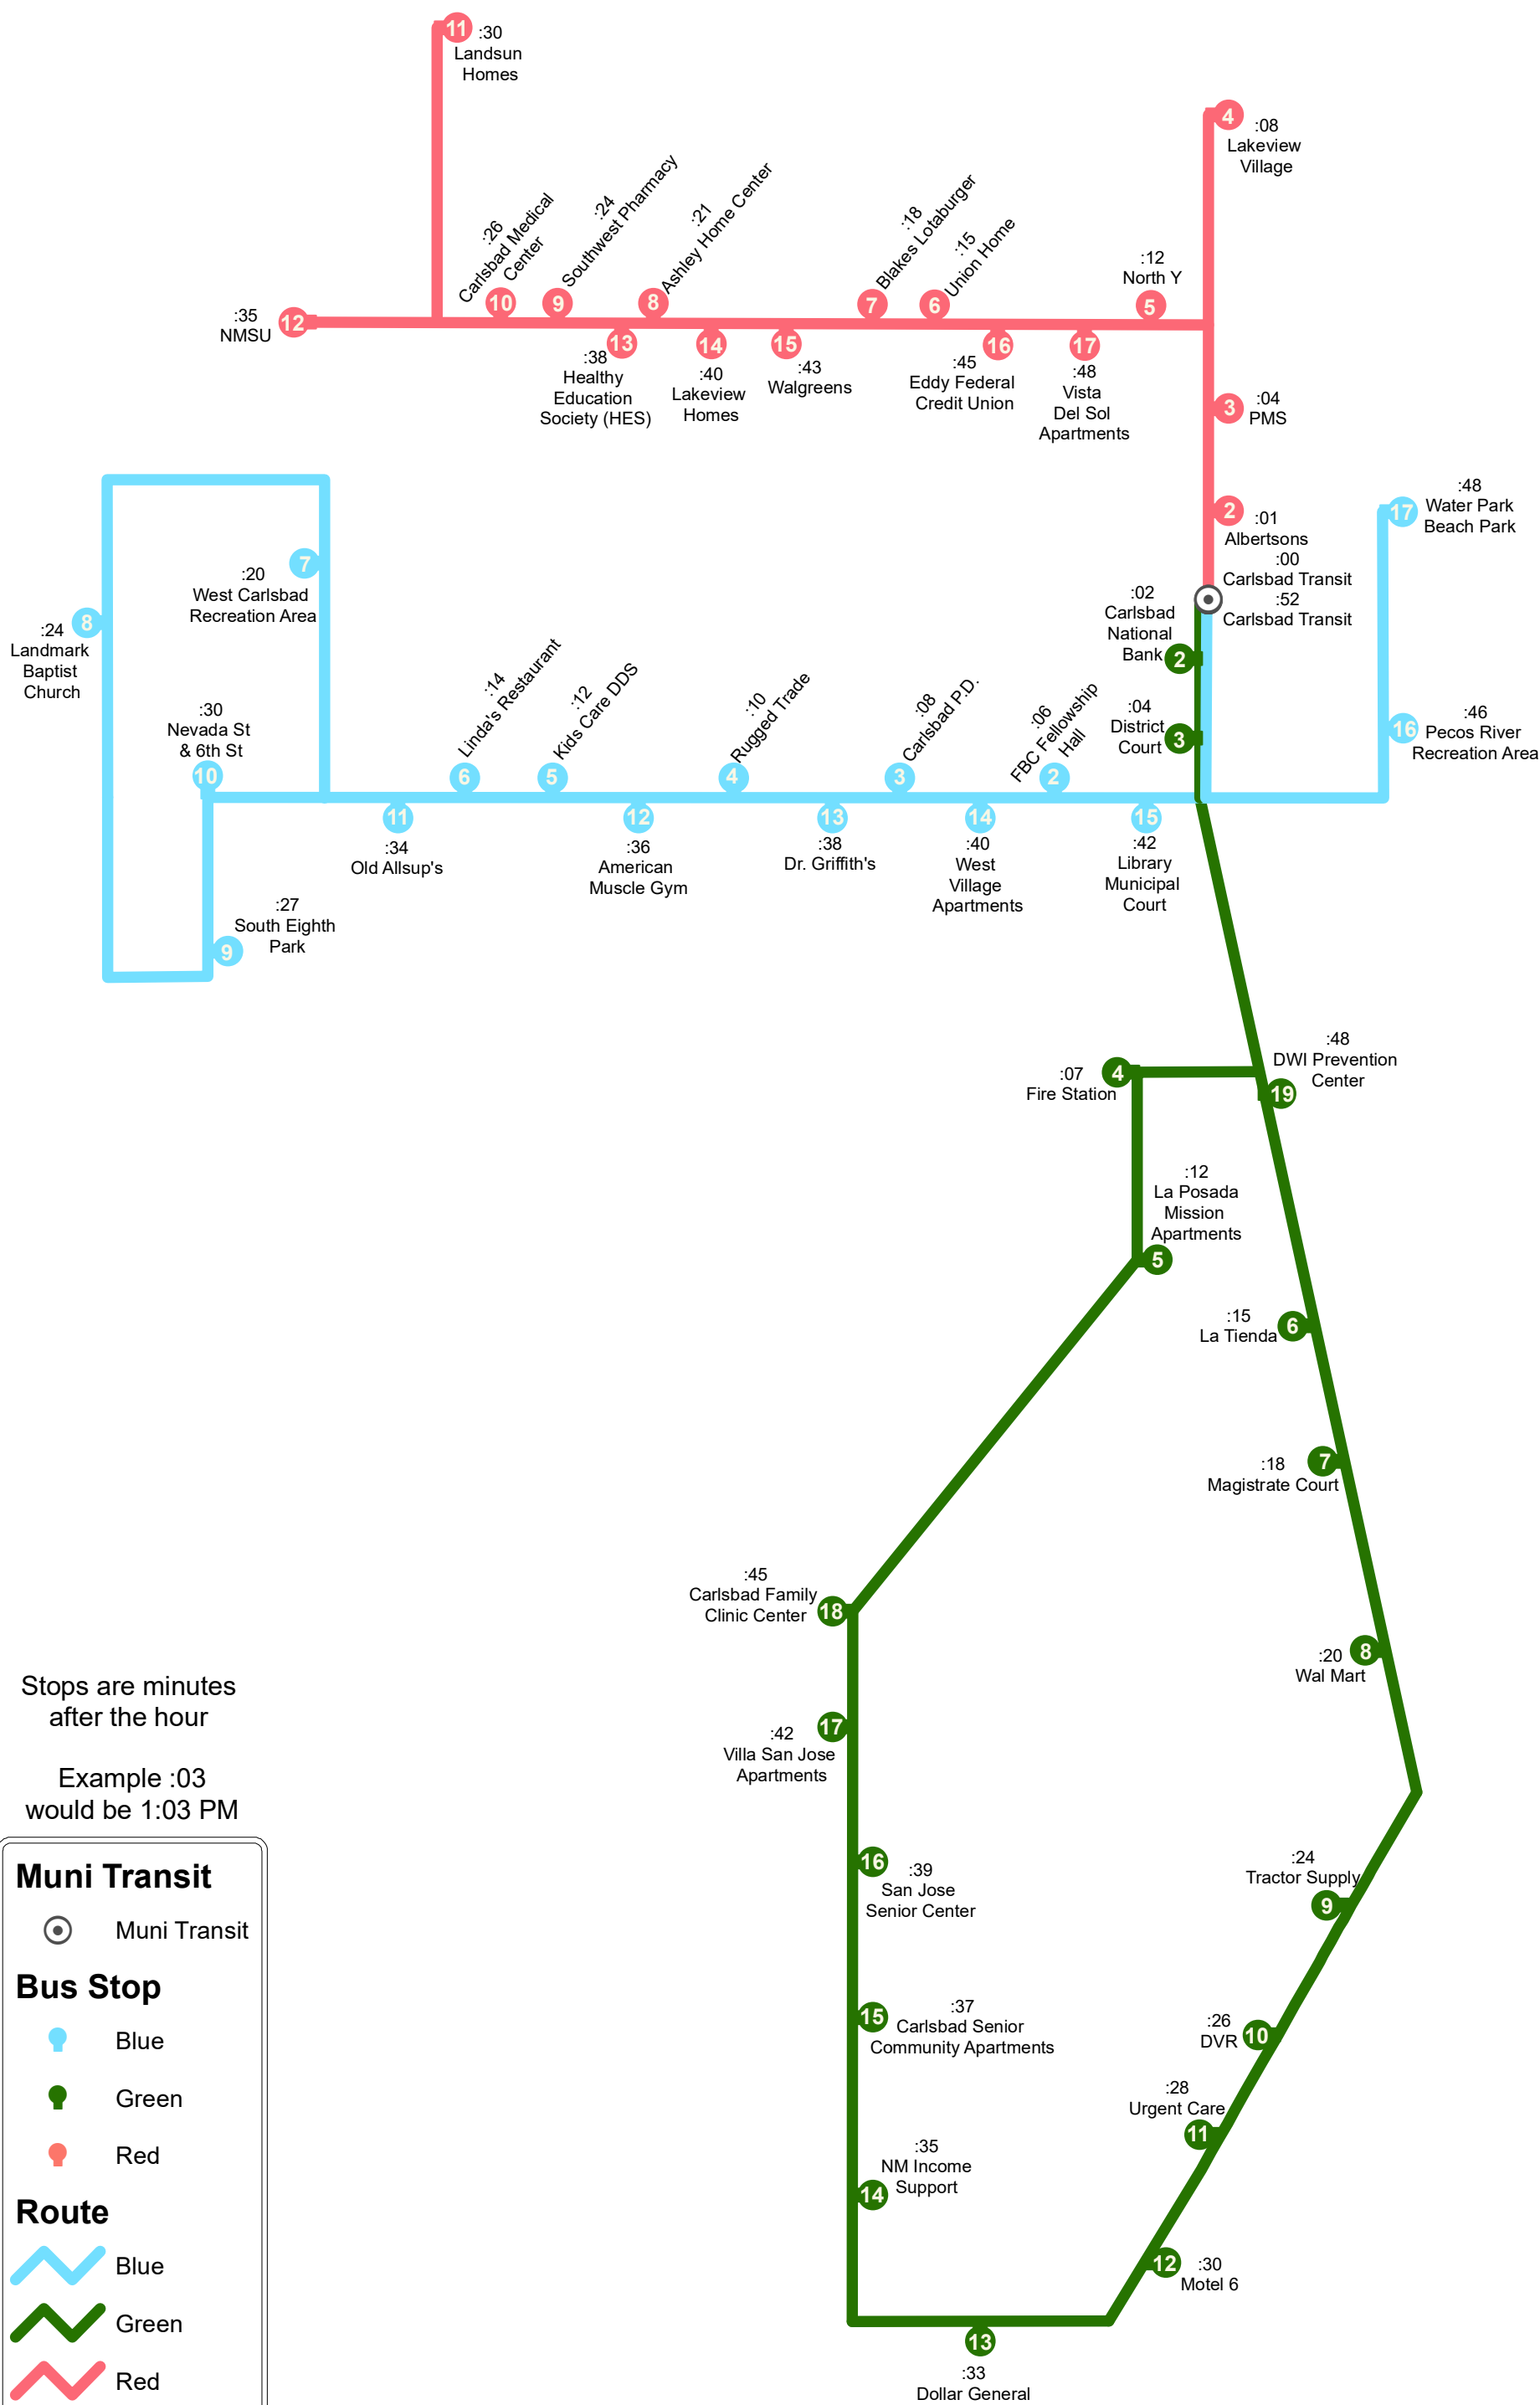 11
:30
Landsun
Homes
4
:08
Lakeview
Village
:26
Carlsbad Medical
Center
10
:24
Southwest Pharmacy
9
:21
Ashley Home Center
8
:18
Blakes Lotaburger
7
:15
Union Home
6
:12
North Y
5
:35
NMSU
12
13
:38
Healthy
Education
Society (HES)
14
:40
Lakeview
Homes
15
:43
Walgreens
16
:45
Eddy Federal
Credit Union
17
:48
Vista
Del Sol
Apartments
3
:04
PMS
2
:01
Albertsons
:00
Carlsbad Transit
:52
Carlsbad Transit
17
:48
Water Park
Beach Park
16
:46
Pecos River
Recreation Area
7
:20
West Carlsbad
Recreation Area
8
:24
Landmark
Baptist
Church
:30
Nevada St
& 6th St
10
:27
South Eighth
Park
9
:14
Linda's Restaurant
6
:12
Kids Care DDS
5
:10
Rugged Trade
4
:08
Carlsbad P.D.
3
:06
FBC Fellowship
Hall
2
11
:34
Old Allsup's
12
:36
American
Muscle Gym
13
:38
Dr. Griffith's
14
:40
West
Village
Apartments
15
:42
Library
Municipal
Court
:02
Carlsbad
National
Bank
2
:04
District
Court
3
:48
DWI Prevention
Center
19
4
:07
Fire Station
:12
La Posada
Mission
Apartments
5
:15
La Tienda
6
7
:18
Magistrate Court
:45
Carlsbad Family
Clinic Center
18
8
:20
Wal Mart
17
:42
Villa San Jose
Apartments
16
:39
San Jose
Senior Center
:24
Tractor Supply
9
15
:37
Carlsbad Senior
Community Apartments
:26
DVR
10
:28
Urgent Care
11
:35
NM Income
Support
14
12
:30
Motel 6
13
:33
Dollar General
Stops are minutes
after the hour
Example :03
would be 1:03 PM
Muni Transit
Muni Transit
Bus Stop
Blue
Green
Red
Route
Blue
Green
Red